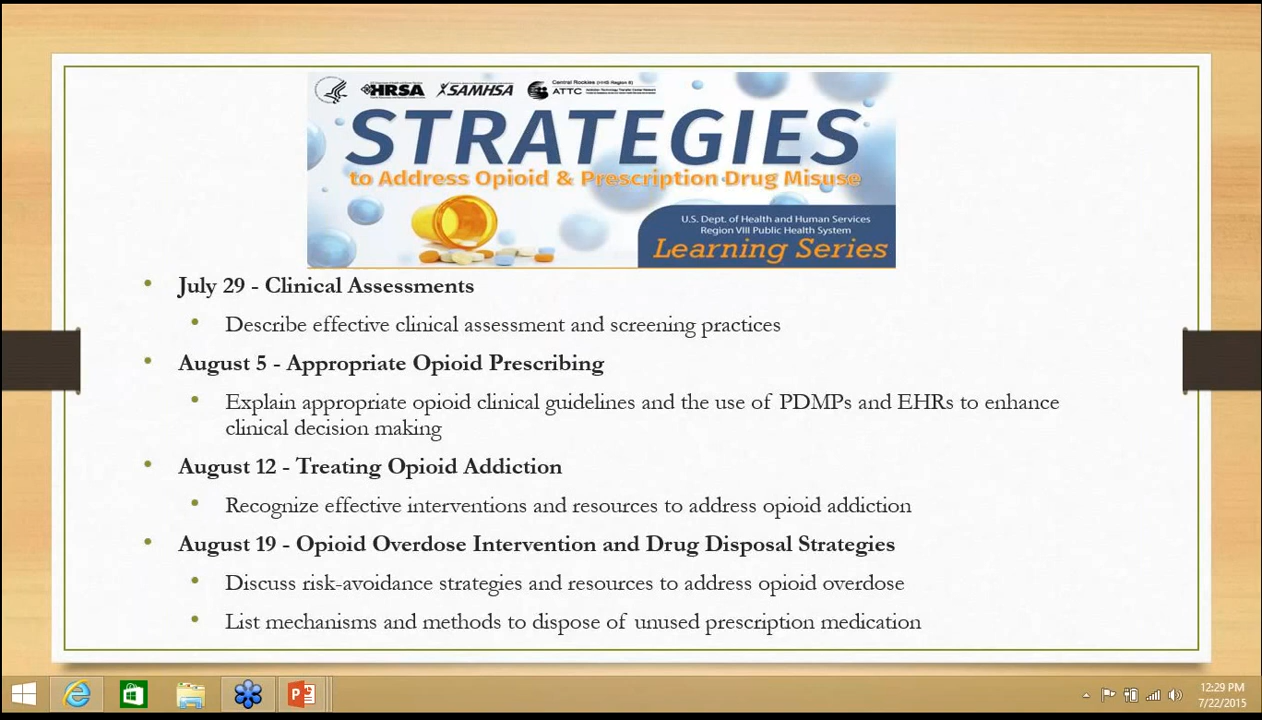 HRSA
SAMHSA
Central Rockies (HHS Region 8)
ATTC
STRATEGIES
to Address Opioid & Prescription Drug Misuse
U.S. Dept. of Health and Human Services
Region VIII Public Health System
Learning Series
• July 29 - Clinical Assessments
• Describe effective clinical assessment and screening practices
• August 5 - Appropriate Opioid Prescribing
• Explain appropriate opioid clinical guidelines and the use of PDMPs and EHRs to enhance
clinical decision making
• August 12 - Treating Opioid Addiction
• Recognize effective interventions and resources to address opioid addiction
• August 19 - Opioid Overdose Intervention and Drug Disposal Strategies
• Discuss risk-avoidance strategies and resources to address opioid overdose
• List mechanisms and methods to dispose of unused prescription medication
12:29 PM
7/22/2015